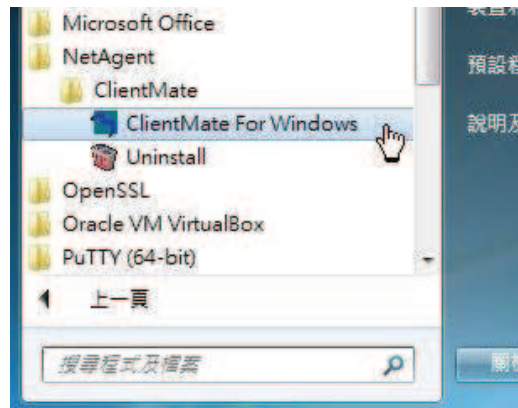 Microsoft Office
NetAgent
ClientMate
ClientMate For Windows
Uninstall
OpenSSL
Oracle VM VirtualBox
PuTTY (64-bit)
上一頁
搜尋程式及檔案
預設
說明及
關